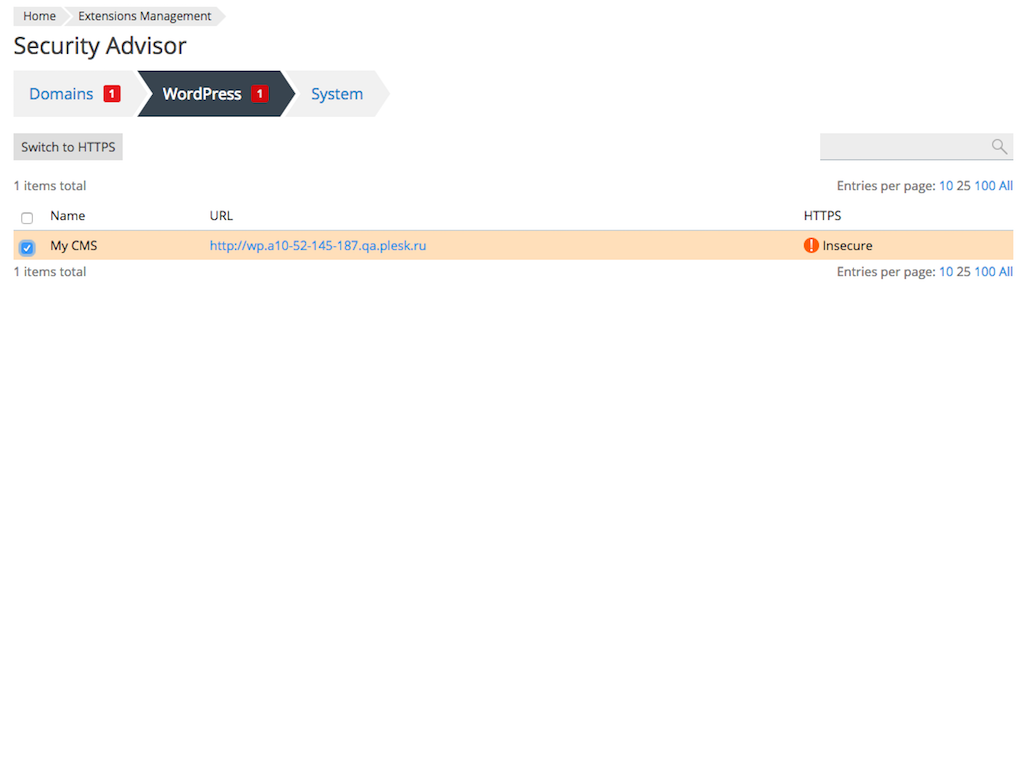 Home Extensions Management
Security Advisor
Domains 1 WordPress 1 System
Switch to HTTPS
1 items total Entries per page: 10 25 100 All
Name URL HTTPS
My CMS http://wp.a10-52-145-187.qa.plesk.ru Insecure
1 items total Entries per page: 10 25 100 All